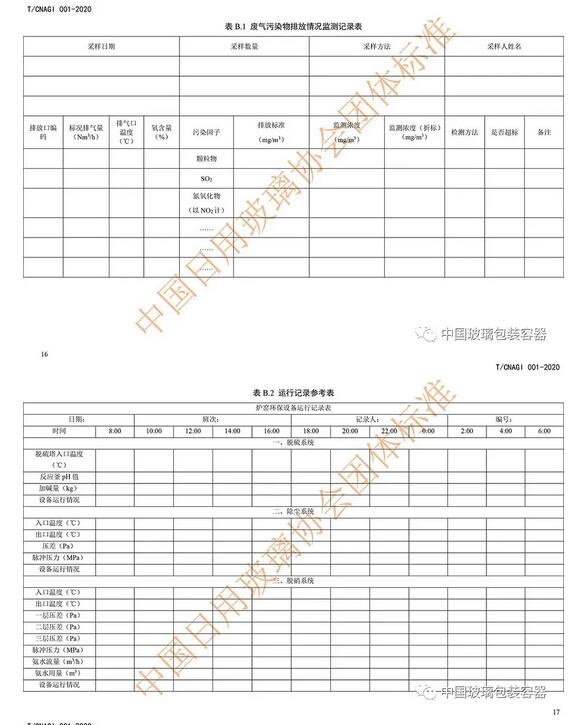 T/CNAGI 001-2020
表 B.1 废气污染物排放情况监测记录表
采样日期 采样数量 采样方法 采样人姓名
排放口编码 标况排气量（Nm³/h） 排气口温度（℃） 氧含量（%） 污染因子 排放标准（mg/m³） 监测浓度（mg/m³） 监测浓度（折标）（mg/m³） 检测方法 是否超标 备注
颗粒物
SO₂
氮氧化物
（以 NO₂计）
……
……
……
中国日用玻璃协会团体标准
中国玻璃包装容器
16
T/CNAGI 001-2020
表 B.2 运行记录参考表
炉窑环保设备运行记录表
日期： 班次： 记录人： 编号：
时间 8:00 10:00 12:00 14:00 16:00 18:00 20:00 22:00 0:00 2:00 4:00 6:00
一、脱硫系统
脱硫塔入口温度
（℃）
反应釜 pH 值
加碱量（kg）
设备运行情况
二、除尘系统
入口温度（℃）
出口温度（℃）
压差（Pa）
脉冲压力（MPa）
设备运行情况
三、脱硝系统
入口温度（℃）
出口温度（℃）
一层压差（Pa）
二层压差（Pa）
三层压差（Pa）
脉冲压力（MPa）
氨水流量（m³/h）
氨水用量（m³）
设备运行情况
中国日用玻璃协会团体标准
中国玻璃包装容器
17